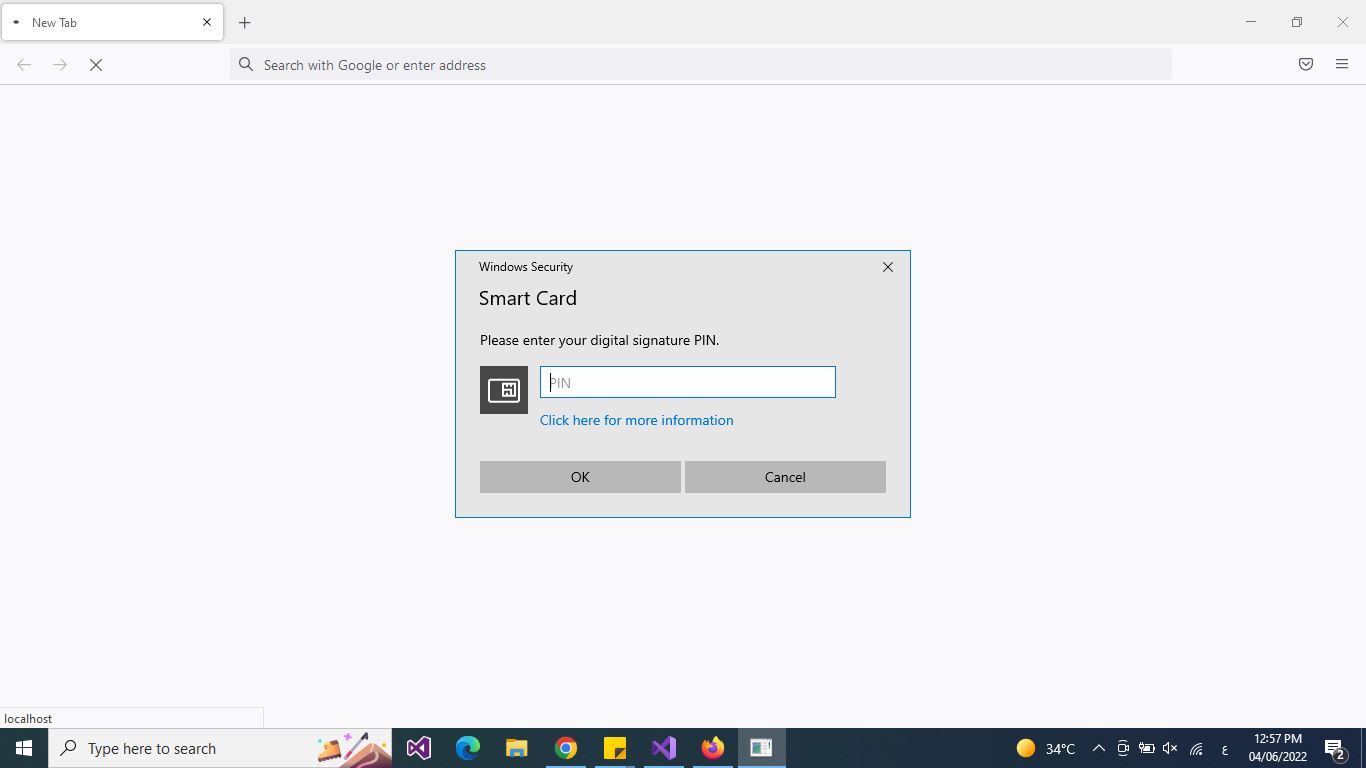 New Tab
Search with Google or enter address
Windows Security
Smart Card
Please enter your digital signature PIN.
PIN
Click here for more information
OK
Cancel
localhost
Type here to search
34°C
ع
12:57 PM
04/06/2022
2